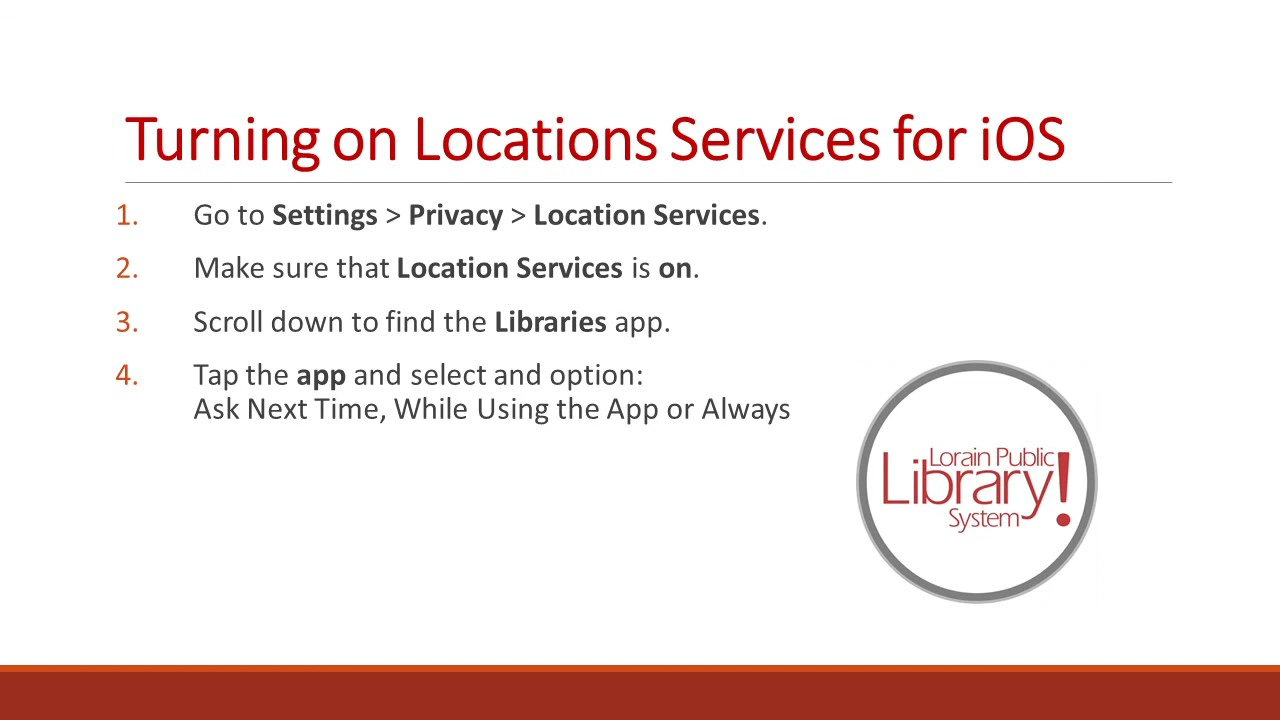 Turning on Locations Services for iOS
1. Go to Settings > Privacy > Location Services.
2. Make sure that Location Services is on.
3. Scroll down to find the Libraries app.
4. Tap the app and select and option:
Ask Next Time, While Using the App or Always
Lorain Public
Library!
System